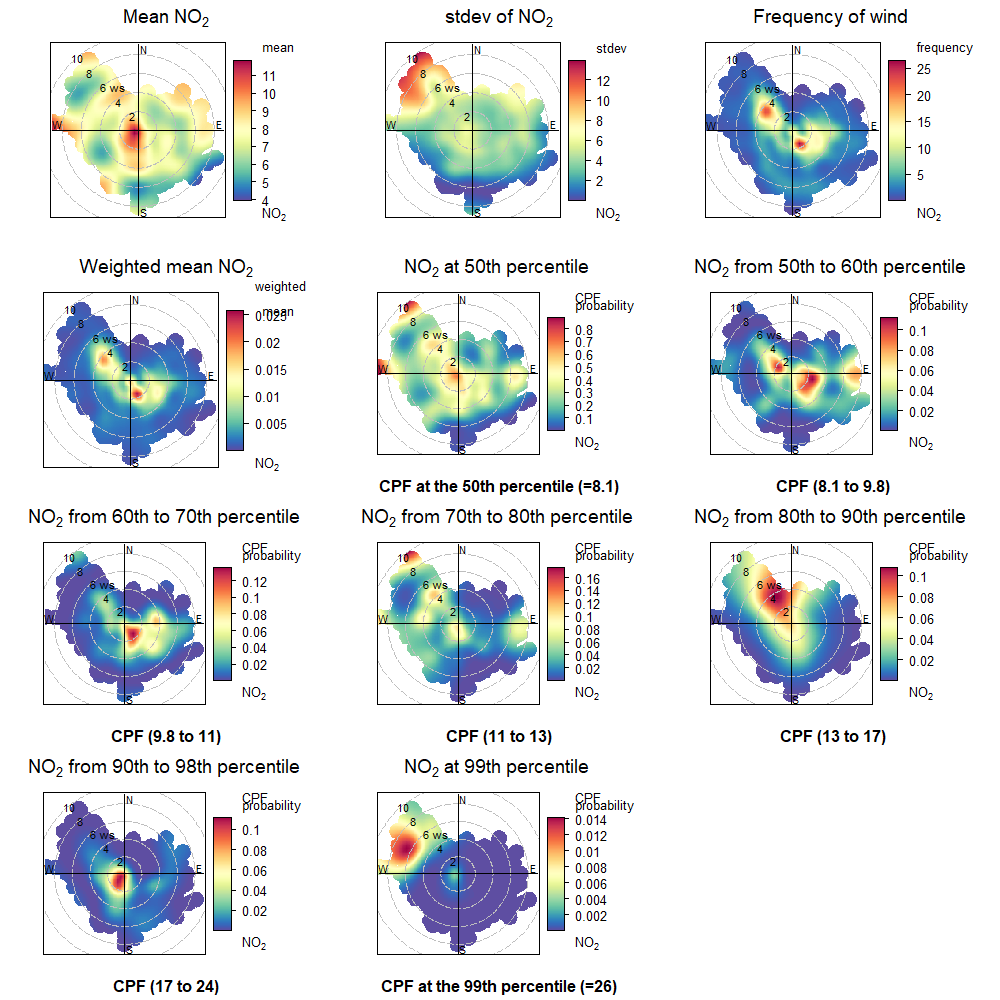 Mean NO2
stdev of NO2
Frequency of wind
N
mean
10
8
6 ws
4
2
W
E
S
11
10
9
8
7
6
5
4
NO2
N
stdev
10
8
6 ws
4
2
W
E
S
12
10
8
6
4
2
NO2
N
frequency
10
8
6 ws
4
2
W
E
S
25
20
15
10
5
NO2
Weighted mean NO2
NO2 at 50th percentile
NO2 from 50th to 60th percentile
N
weighted
mean
10
8
6 ws
4
2
W
E
S
0.025
0.02
0.015
0.01
0.005
NO2
N
CPF
probability
10
8
6 ws
4
2
W
E
S
0.8
0.7
0.6
0.5
0.4
0.3
0.2
0.1
NO2
CPF at the 50th percentile (=8.1)
N
CPF
probability
10
8
6 ws
4
2
W
E
S
0.1
0.08
0.06
0.04
0.02
NO2
CPF (8.1 to 9.8)
NO2 from 60th to 70th percentile
NO2 from 70th to 80th percentile
NO2 from 80th to 90th percentile
N
CPF
probability
10
8
6 ws
4
2
W
E
S
0.12
0.1
0.08
0.06
0.04
0.02
NO2
CPF (9.8 to 11)
N
CPF
probability
10
8
6 ws
4
2
W
E
S
0.16
0.14
0.12
0.1
0.08
0.06
0.04
0.02
NO2
CPF (11 to 13)
N
CPF
probability
10
8
6 ws
4
2
W
E
S
0.1
0.08
0.06
0.04
0.02
NO2
CPF (13 to 17)
NO2 from 90th to 98th percentile
NO2 at 99th percentile
N
CPF
probability
10
8
6 ws
4
2
W
E
S
0.1
0.08
0.06
0.04
0.02
NO2
CPF (17 to 24)
N
CPF
probability
10
8
6 ws
4
2
W
E
S
0.014
0.012
0.01
0.008
0.006
0.004
0.002
NO2
CPF at the 99th percentile (=26)